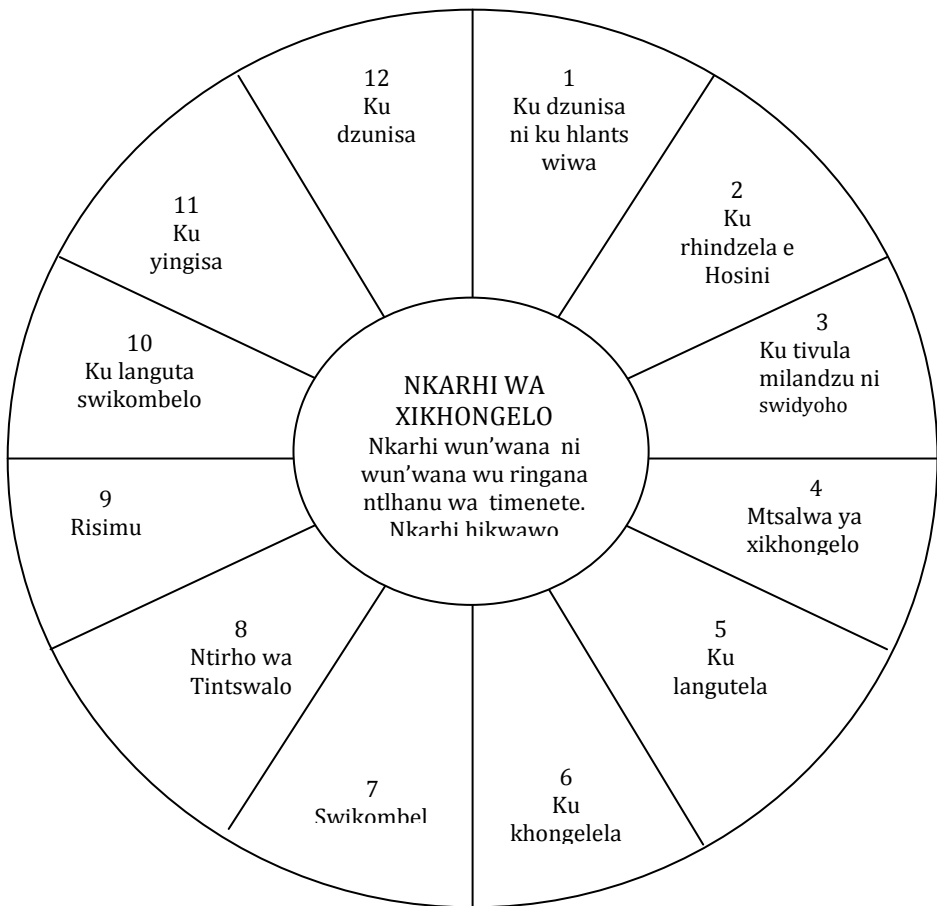 12
Ku
dzunisa
1
Ku dzunisa
ni ku hlants
wiwa
2
Ku
rhindzela e
Hosini
3
Ku tivula
milandzu ni
swidyoho
4
Mtsalwa ya
xikhongelo
5
Ku
langutela
6
Ku
khongelela
7
Swikombel
8
Ntirho wa
Tintswalo
9
Risimu
10
Ku languta
swikombelo
11
Ku
yingisa
NKARHI WA
XIKHONGELO
Nkarhi wun’wana ni
wun’wana wu ringana
ntlhanu wa timenete.
Nkarhi hikwawo